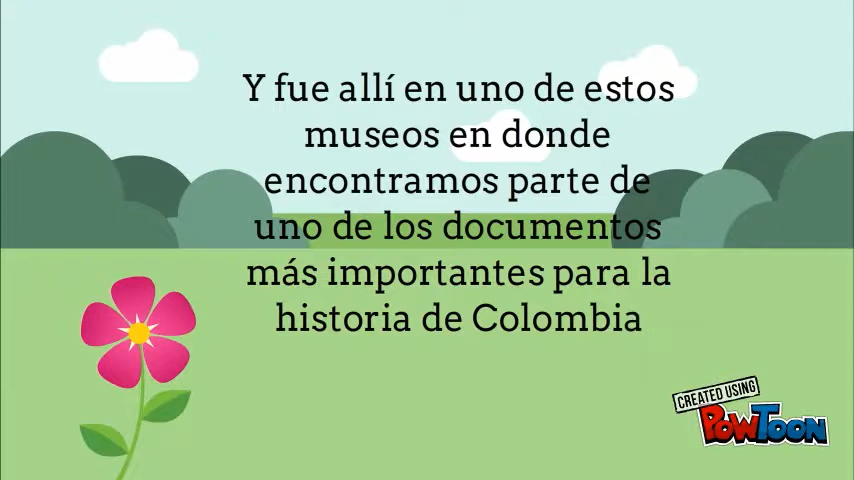 Y fue allí en uno de estos
museos en donde
encontramos parte de
uno de los documentos
más importantes para la
historia de Colombia
CREATED USING
POWTOON